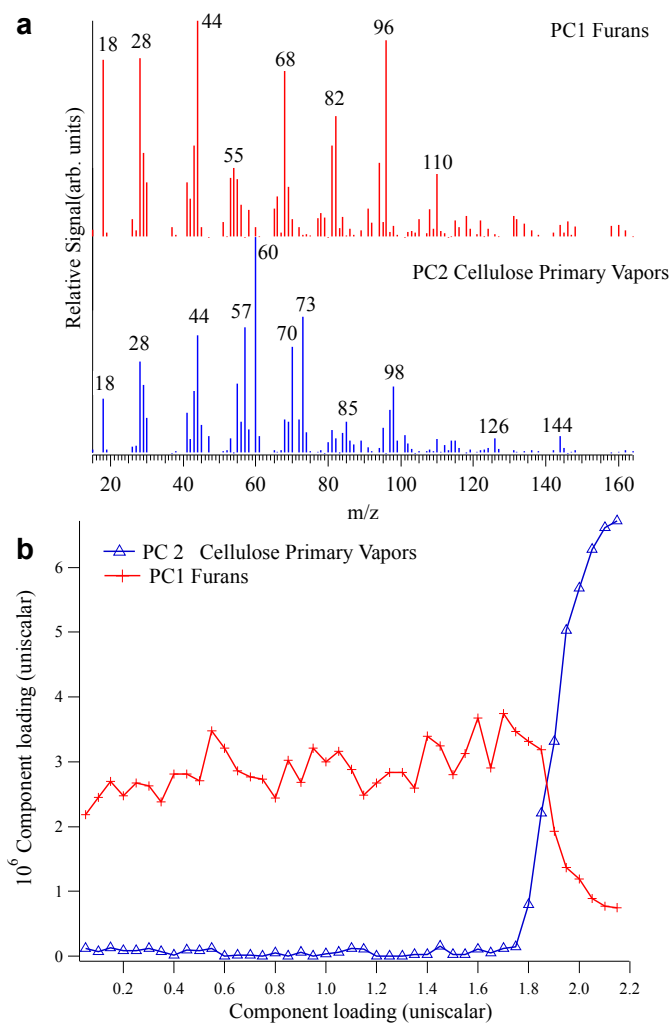 a
PC1 Furans
18 28 44 55 68 82 96 110
Relative Signal(arb. units)
PC2 Cellulose Primary Vapors
18 28 44 57 60 70 73 85 98 126 144
20 40 60 80 100 120 140 160
m/z
b
PC 2 Cellulose Primary Vapors
PC1 Furans
10⁶ Component loading (uniscalar)
6
5
4
3
2
1
0
0.2 0.4 0.6 0.8 1.0 1.2 1.4 1.6 1.8 2.0 2.2
Component loading (uniscalar)